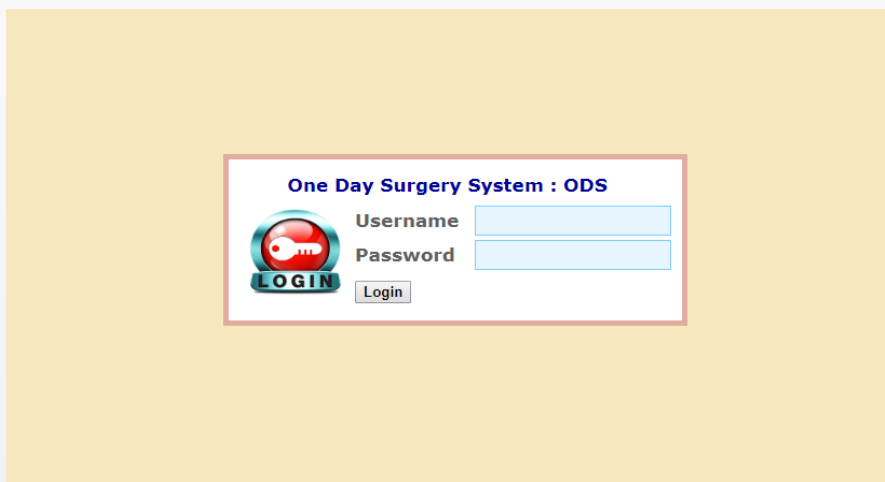 One Day Surgery System : ODS
Username
Password
LOGIN
Login